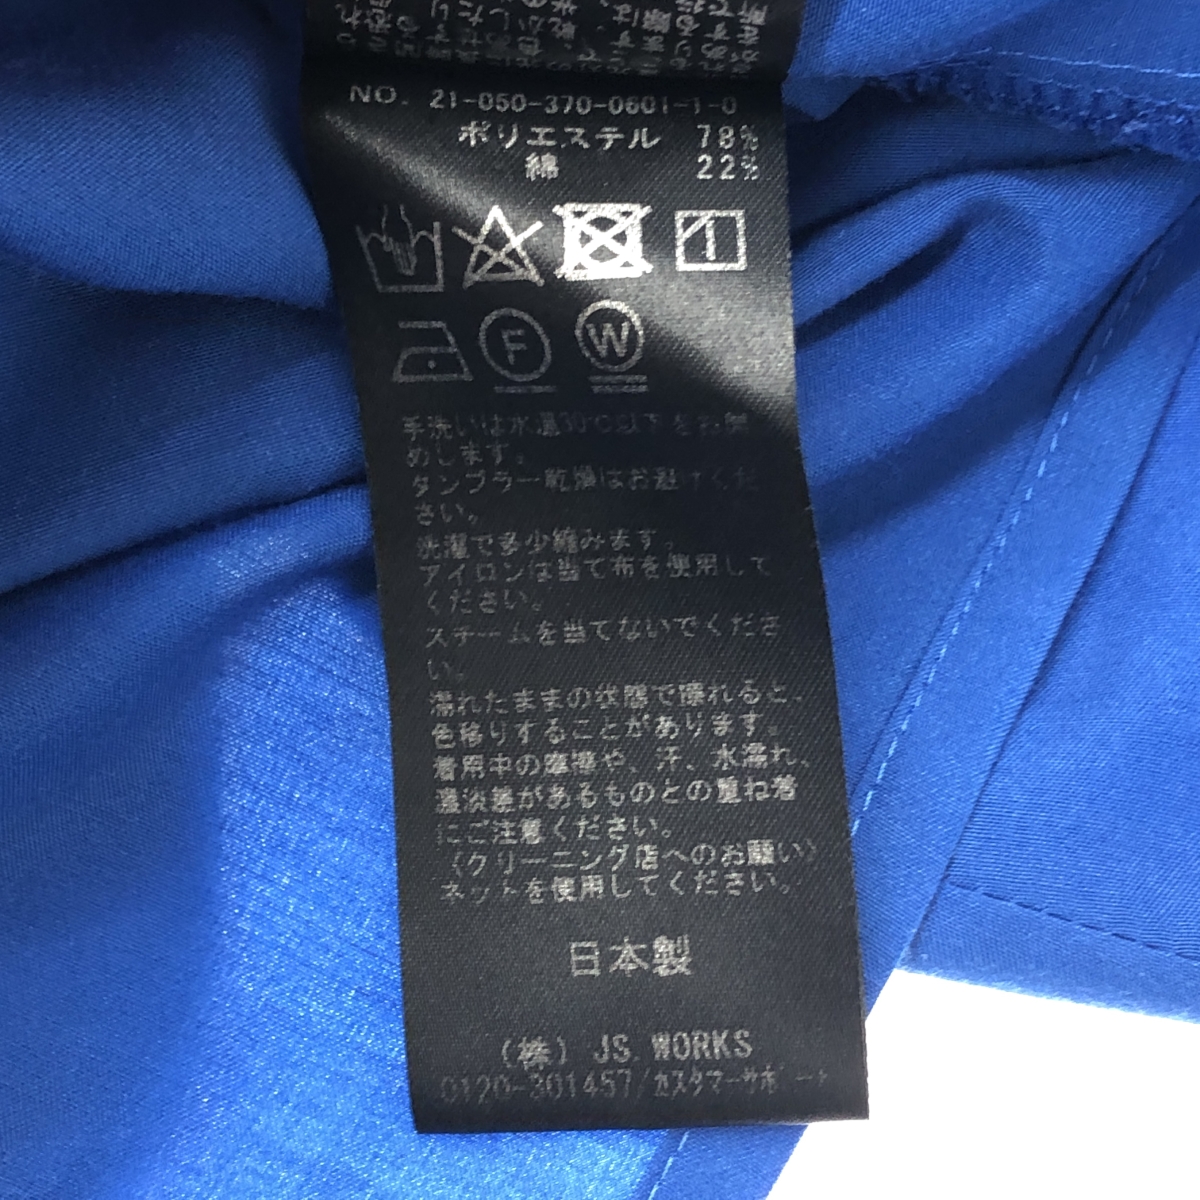 NO. 21-050-370-0601-1-0
ポリエステル 78%
綿 22%
F
W
手洗いは水温30℃以下をお勧
めします。
タンブラー乾燥はお避けくだ
さい。
洗濯で多少縮みます。
アイロンは当て布を使用して
ください。
スチームを当てないでくださ
い。
濡れたままの状態で擦れると、
色移りすることがあります。
着用中の摩擦や、汗、水濡れ、
濃淡差があるものとの重ね着
にご注意ください。
(クリーニング店へのお願い)
ネットを使用してください。
日本製
(株) JS.WORKS
0120-301457/カスタマーサポート